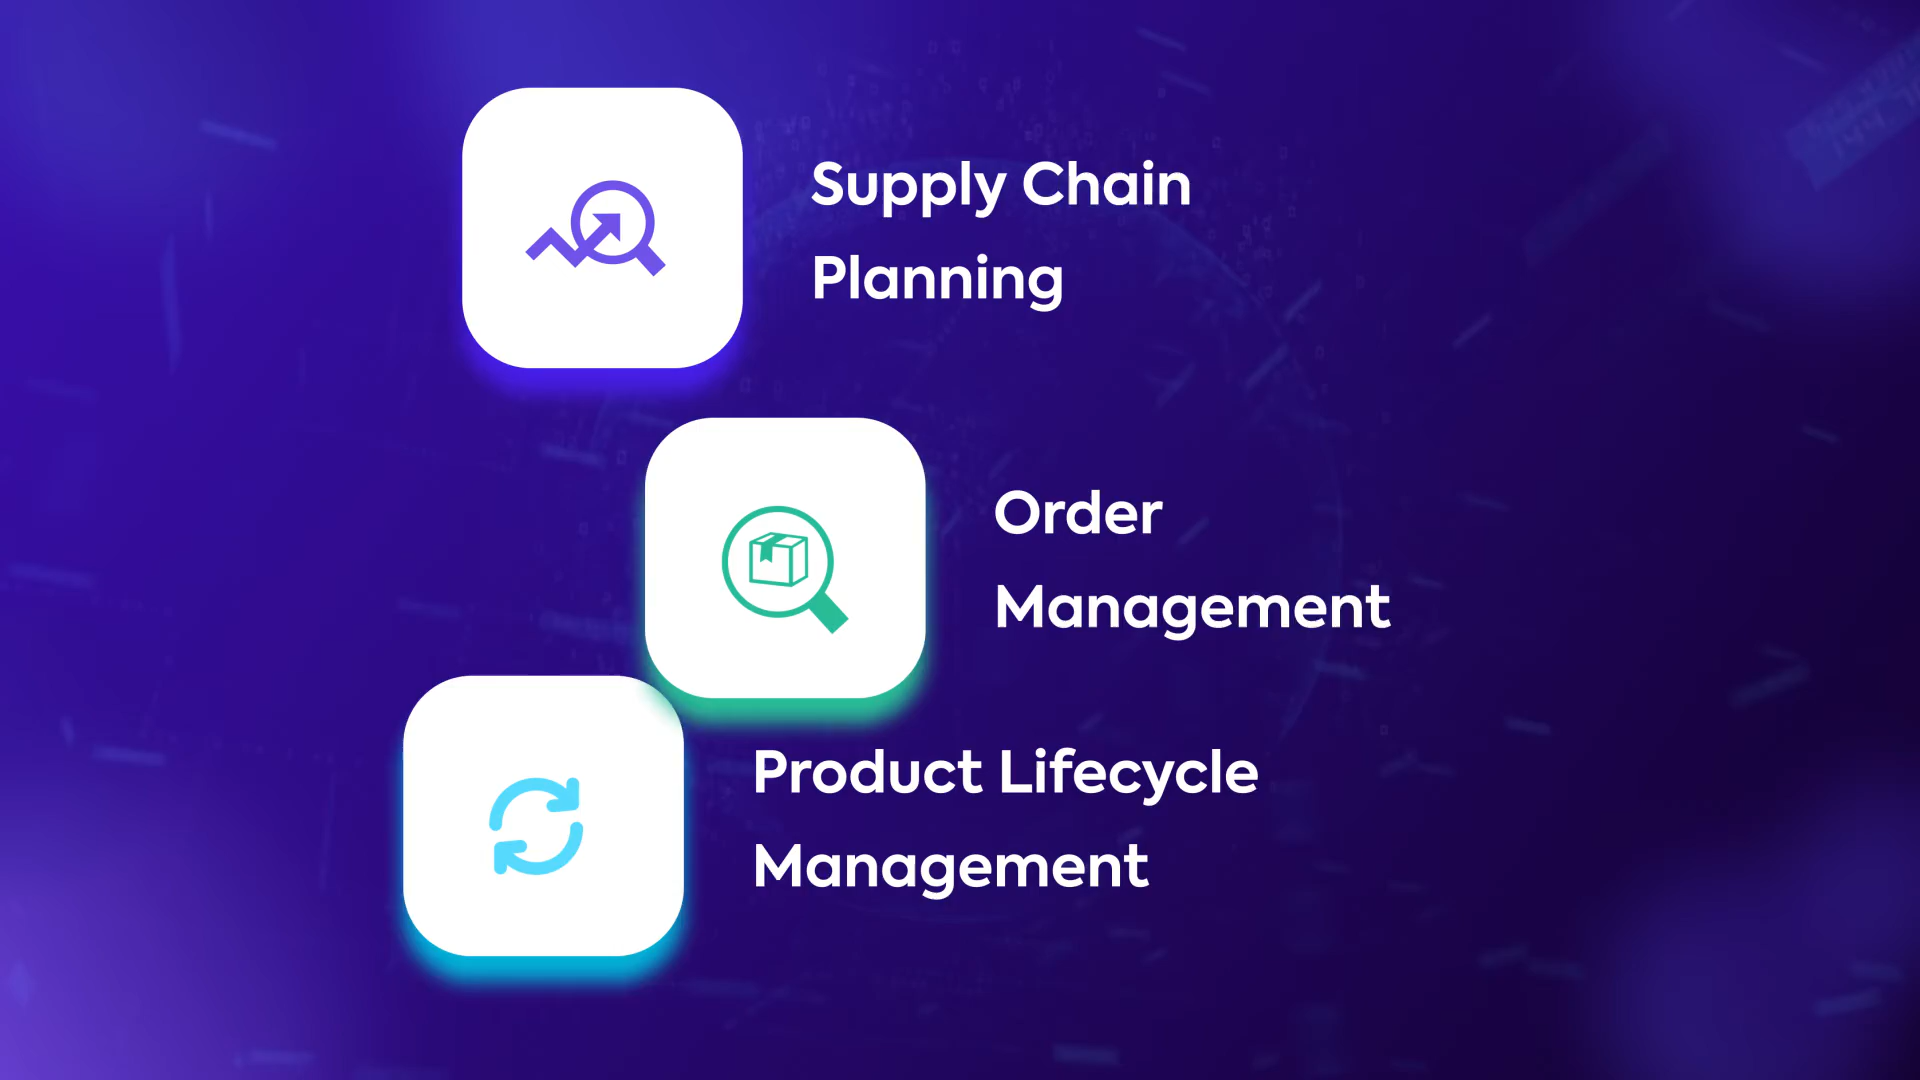 Supply Chain
Planning
Order
Management
Product Lifecycle
Management